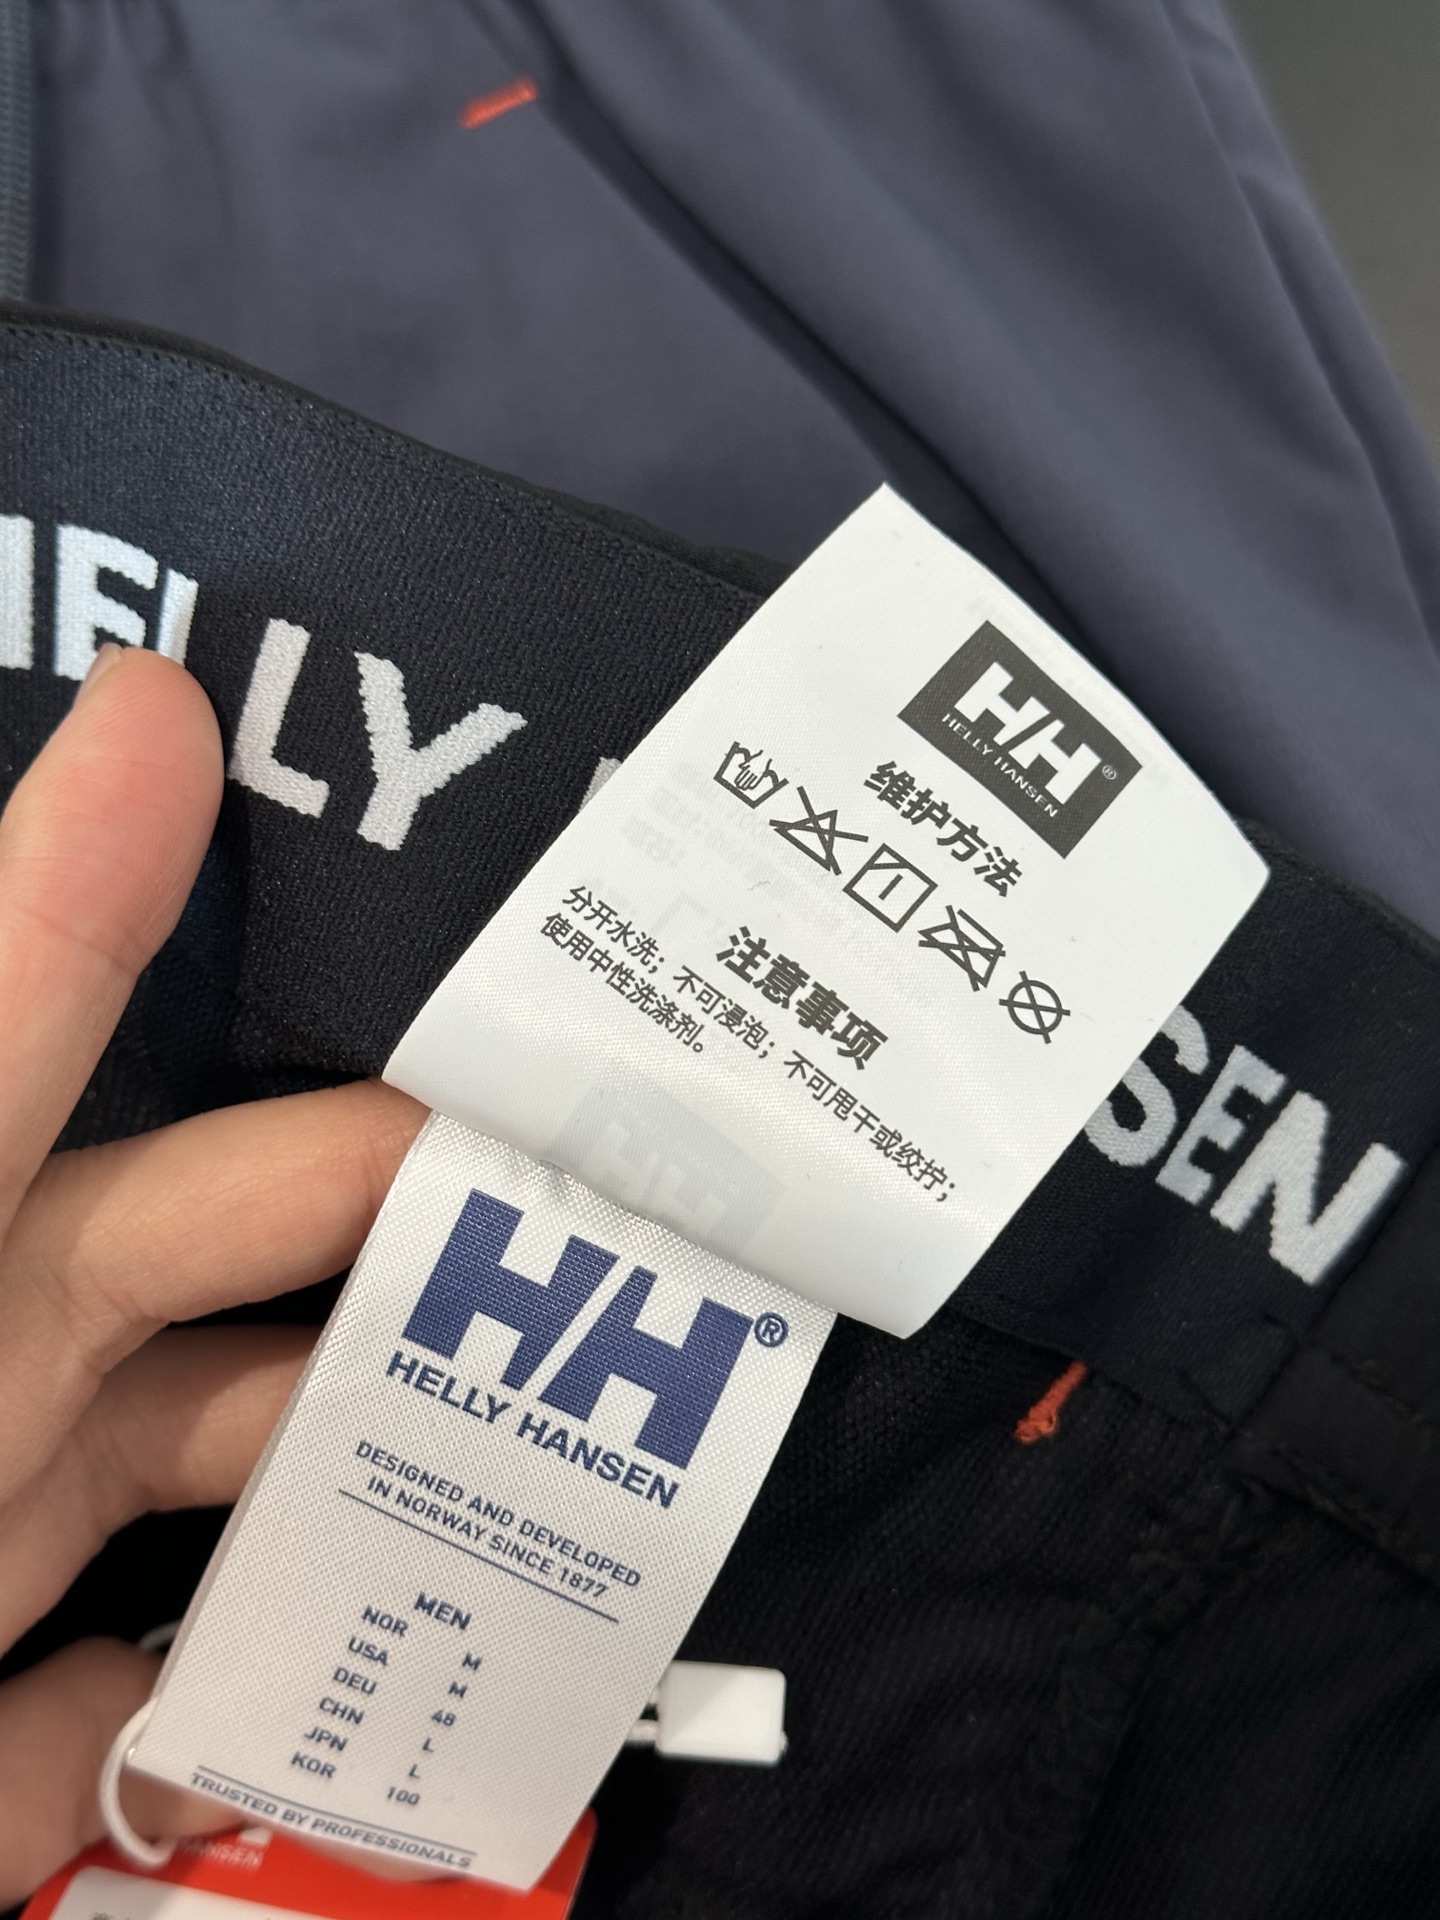 HELLY
SEN
H/H®
HELLY HANSEN
维护方法
注意事项
分开水洗；不可浸泡；不可甩干或绞拧；
使用中性洗涤剂。
H/H®
HELLY HANSEN
DESIGNED AND DEVELOPED
IN NORWAY SINCE 1877
MEN
NOR M
USA M
DEU 48
CHN L
JPN L
KOR 100
TRUSTED BY PROFESSIONALS
HANSEN